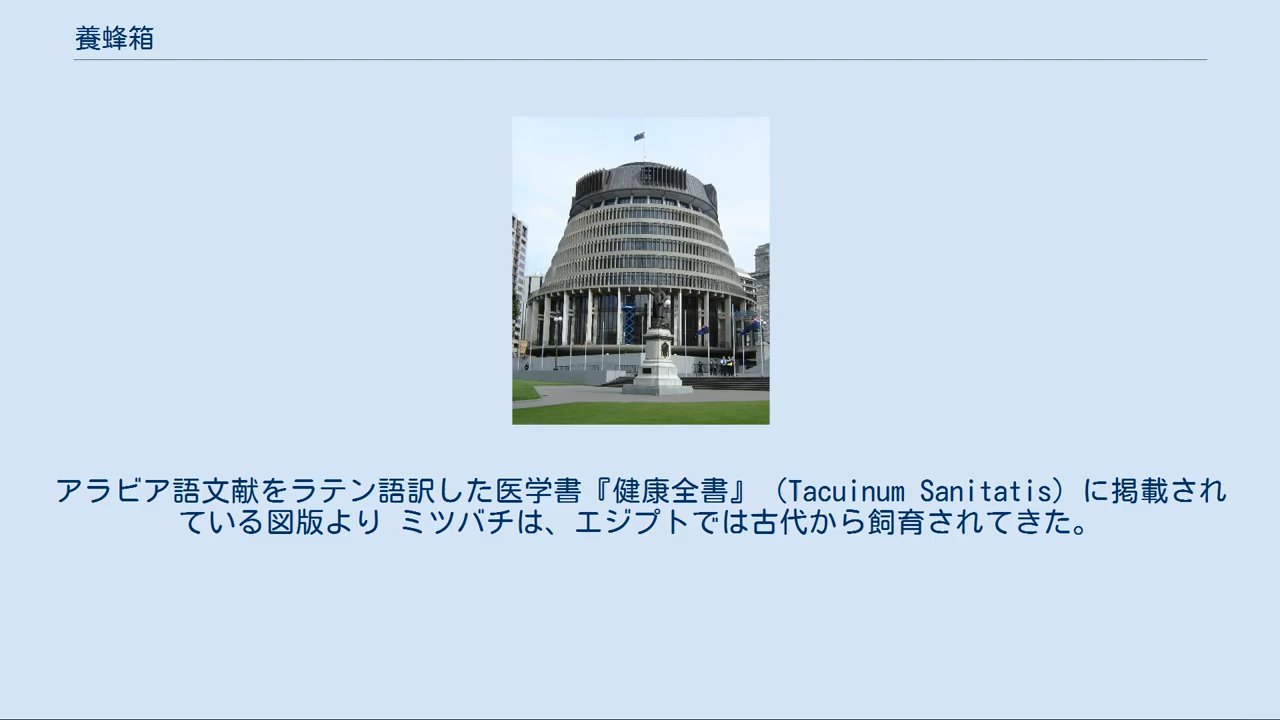 養蜂箱
アラビア語文献をラテン語訳した医学書『健康全書』（Tacuinum Sanitatis）に掲載され
ている図版より ミツバチは、エジプトでは古代から飼育されてきた。